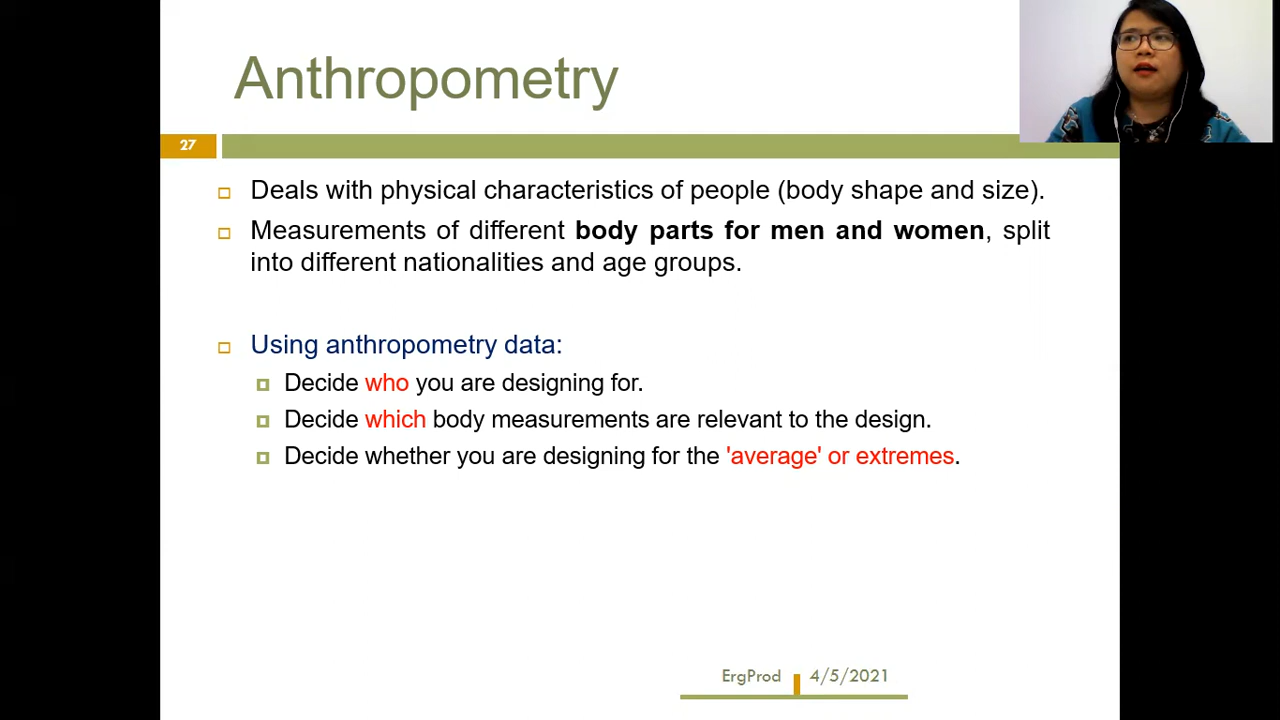 Anthropometry
27
Deals with physical characteristics of people (body shape and size).
Measurements of different body parts for men and women, split
into different nationalities and age groups.
Using anthropometry data:
Decide who you are designing for.
Decide which body measurements are relevant to the design.
Decide whether you are designing for the 'average' or extremes.
ErgProd 4/5/2021